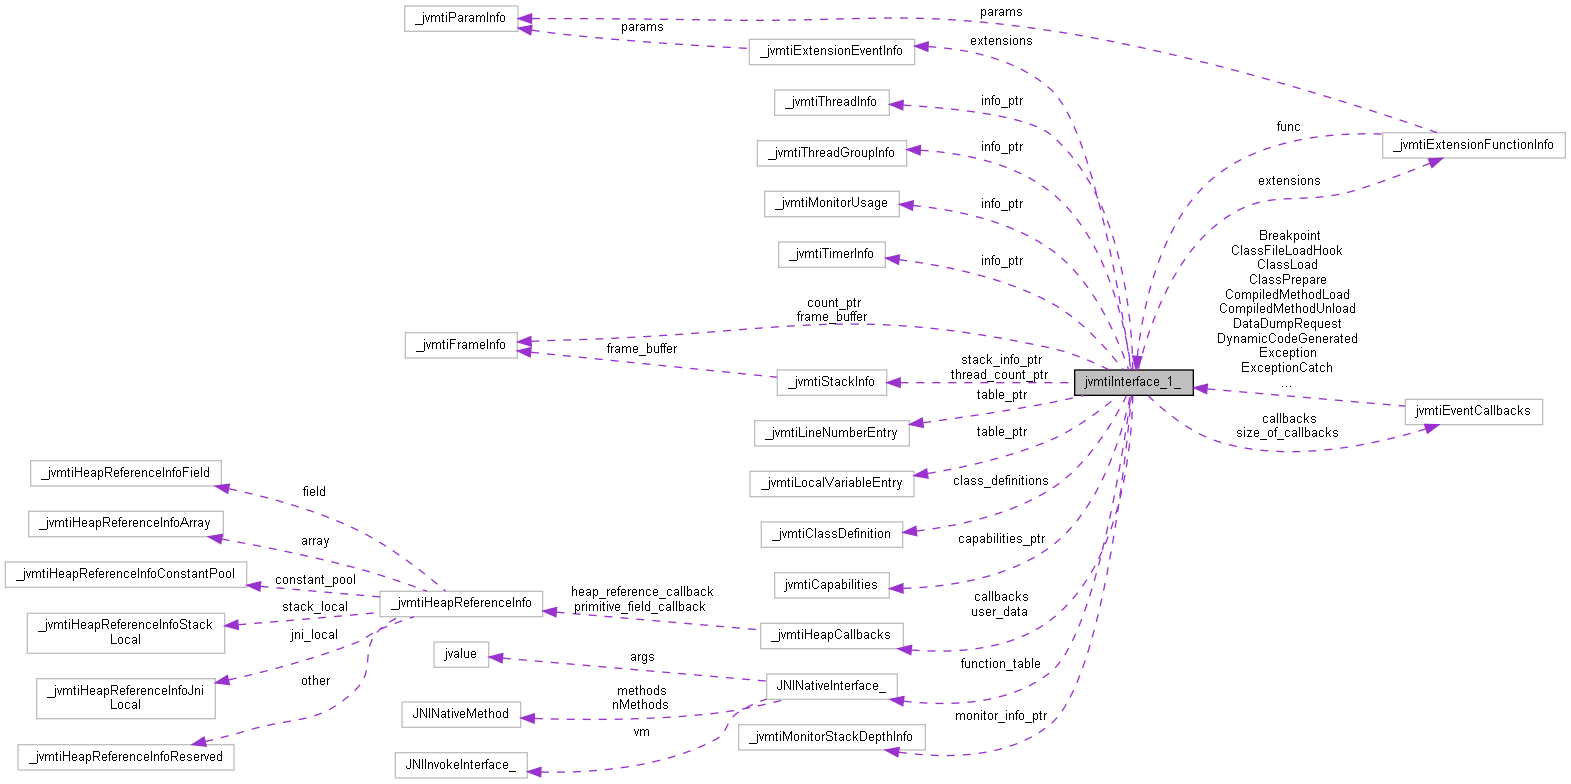 _jvmtiParamInfo
params
params
_jvmtiExtensionEventInfo
extensions
_jvmtiThreadInfo
info_ptr
func
_jvmtiExtensionFunctionInfo
_jvmtiThreadGroupInfo
info_ptr
extensions
_jvmtiMonitorUsage
info_ptr
_jvmtiTimerInfo
info_ptr
Breakpoint
ClassFileLoadHook
ClassLoad
ClassPrepare
CompiledMethodLoad
CompiledMethodUnload
DataDumpRequest
DynamicCodeGenerated
Exception
ExceptionCatch
...
count_ptr
frame_buffer
_jvmtiFrameInfo
frame_buffer
_jvmtiStackInfo
stack_info_ptr
thread_count_ptr
jvmtiInterface_1_
table_ptr
_jvmtiLineNumberEntry
jvmtiEventCallbacks
callbacks
size_of_callbacks
table_ptr
_jvmtiLocalVariableEntry
class_definitions
_jvmtiClassDefinition
capabilities_ptr
jvmtiCapabilities
_jvmtiHeapReferenceInfoField
field
_jvmtiHeapReferenceInfoArray
array
_jvmtiHeapReferenceInfoConstantPool
constant_pool
_jvmtiHeapReferenceInfo
heap_reference_callback
primitive_field_callback
callbacks
user_data
_jvmtiHeapReferenceInfoStack
Local
stack_local
_jvmtiHeapCallbacks
jni_local
jvalue
args
function_table
_jvmtiHeapReferenceInfoJni
Local
other
JNINativeInterface_
methods
nMethods
JNINativeMethod
monitor_info_ptr
vm
_jvmtiMonitorStackDepthInfo
_jvmtiHeapReferenceInfoReserved
JNIInvokeInterface_